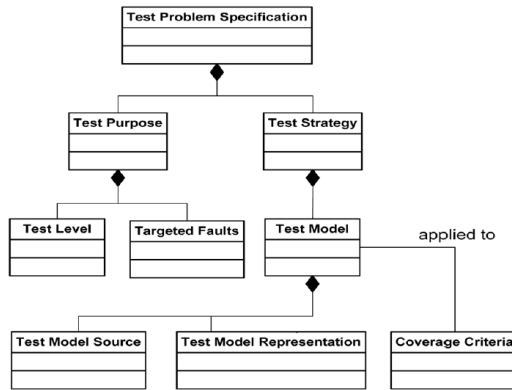 Test Problem Specification
Test Purpose
Test Strategy
Test Level
Targeted Faults
Test Model
applied to
Test Model Source
Test Model Representation
Coverage Criteria